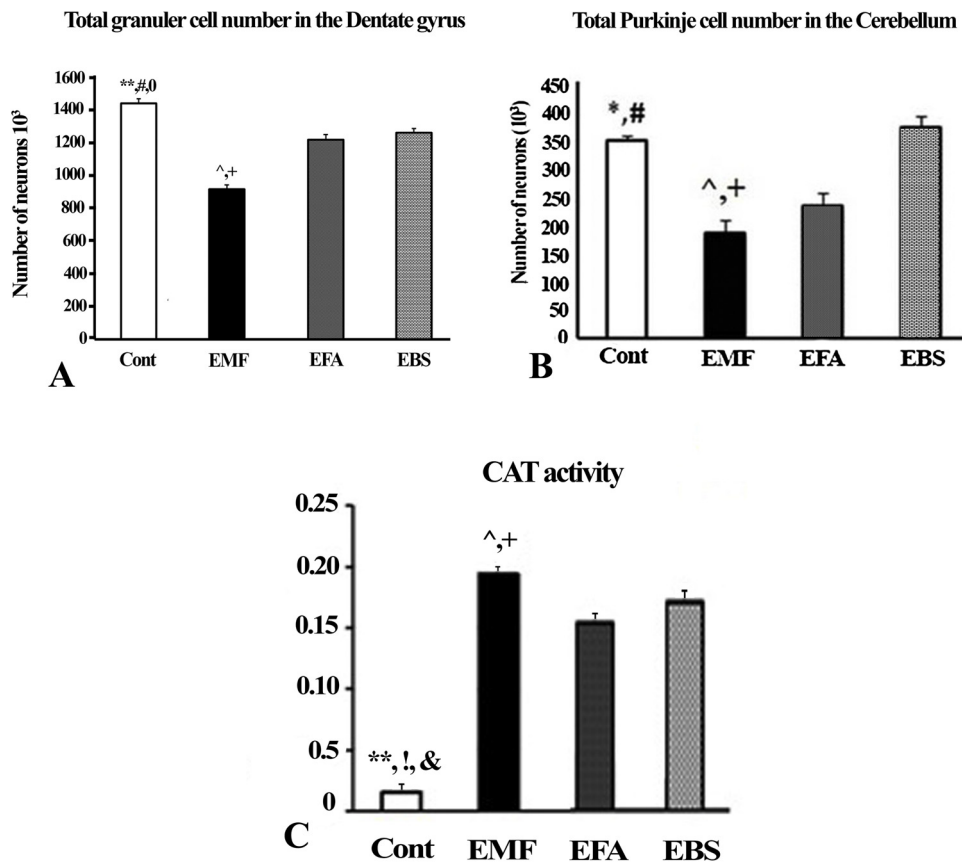 Total granuler cell number in the Dentate gyrus
Number of neurons 10³
1600
1400
1200
1000
800
600
400
200
0
**,#,0
^,+
Cont EMF EFA EBS
A
Total Purkinje cell number in the Cerebellum
Number of neurons (10³)
450
400
350
300
250
200
150
100
50
0
*,#
^,+
Cont EMF EFA EBS
B
CAT activity
0.25
0.20
0.15
0.10
0.5
0
**,!,&
^,+
Cont EMF EFA EBS
C